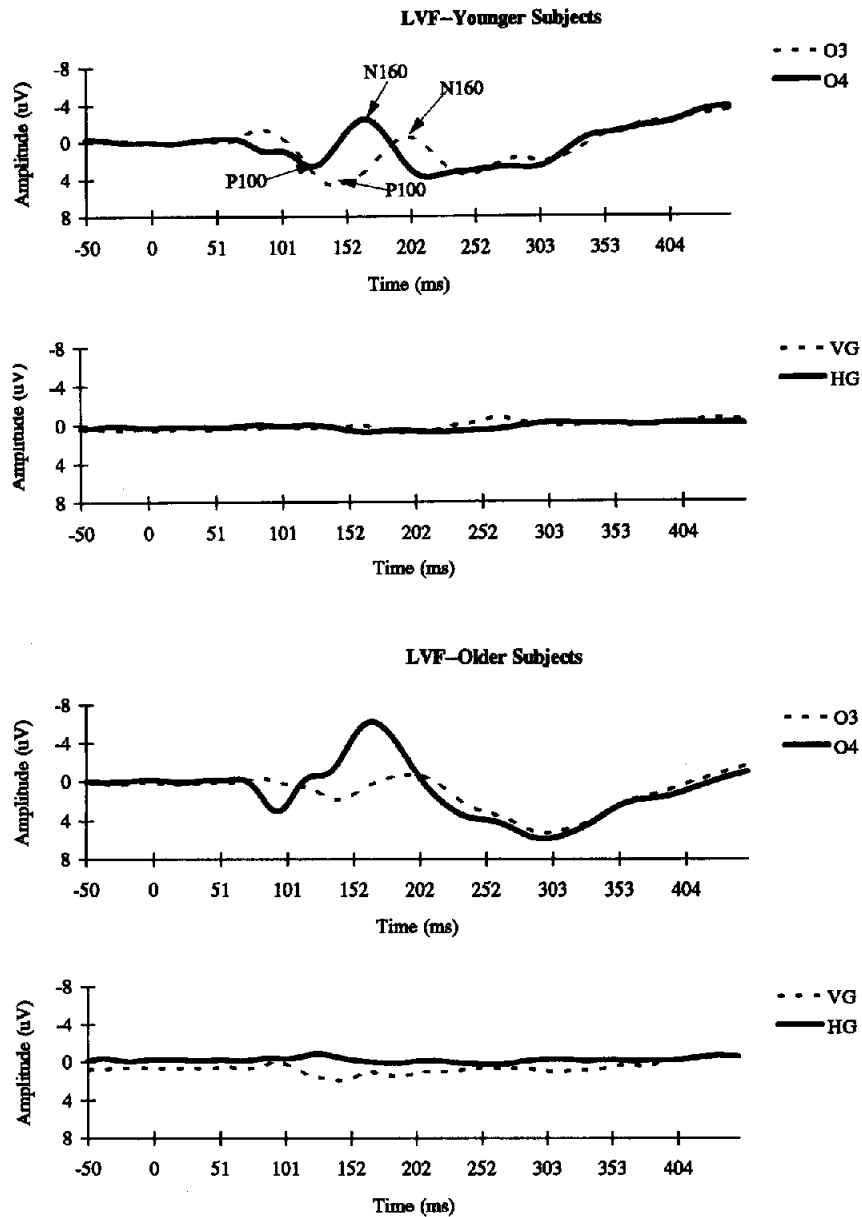 LVF–Younger Subjects
O3
O4
N160
N160
P100
P100
Amplitude (uV)
-8
-4
0
4
8
-50 0 51 101 152 202 252 303 353 404
Time (ms)
VG
HG
Amplitude (uV)
-8
-4
0
4
8
-50 0 51 101 152 202 252 303 353 404
Time (ms)
LVF–Older Subjects
O3
O4
Amplitude (uV)
-8
-4
0
4
8
-50 0 51 101 152 202 252 303 353 404
Time (ms)
VG
HG
Amplitude (uV)
-8
-4
0
4
8
-50 0 51 101 152 202 252 303 353 404
Time (ms)